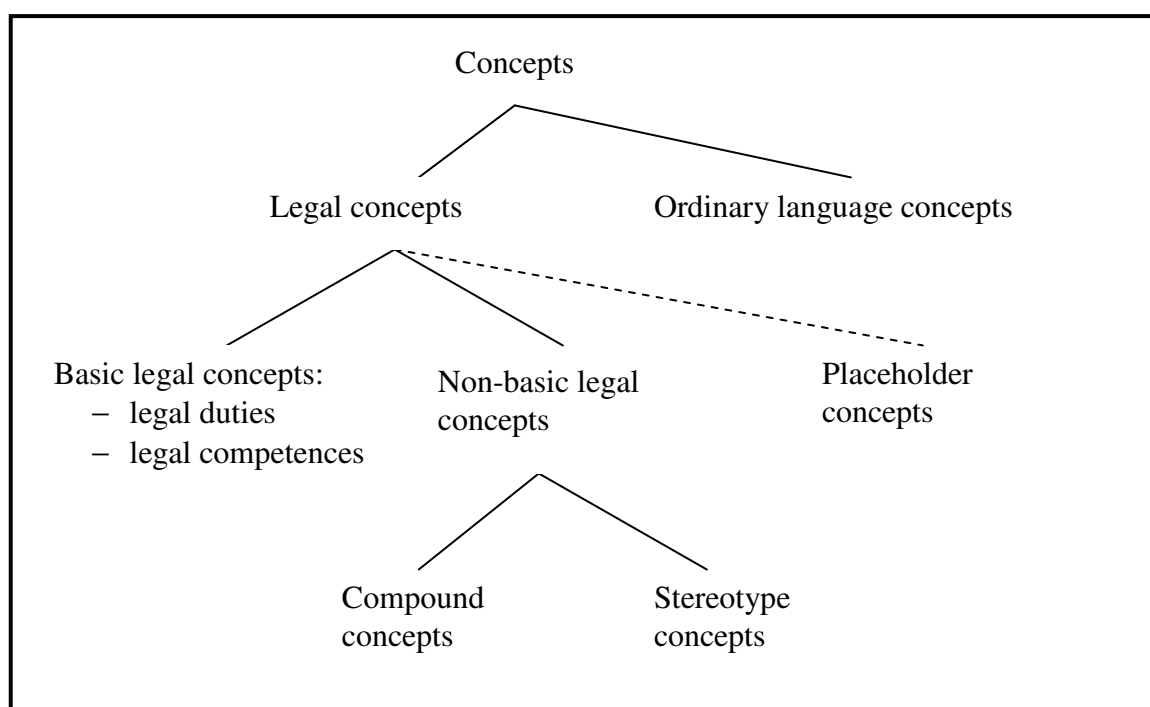 Concepts
Legal concepts
Ordinary language concepts
Basic legal concepts:
– legal duties
– legal competences
Non-basic legal
concepts
Placeholder
concepts
Compound
concepts
Stereotype
concepts